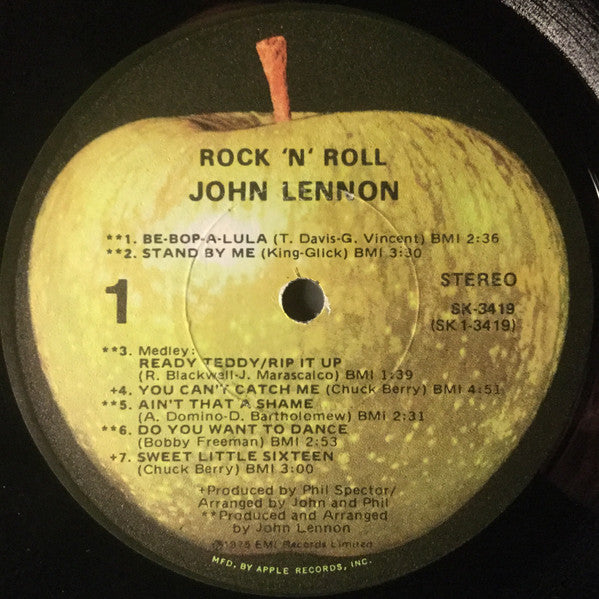 ROCK 'N' ROLL
JOHN LENNON
**1. BE-BOP-A-LULA (T. Davis-G. Vincent) BMI 2:36
**2. STAND BY ME (King-Glick) BMI 3:30
1
STEREO
SK-3419
(SK 1-3419)
**3. Medley:
READY TEDDY/RIP IT UP
(R. Blackwell-J. Marascalco) BMI 1:39
+4. YOU CAN'T CATCH ME (Chuck Berry) BMI 4:51
**5. AIN'T THAT A SHAME
(A. Domino-D. Bartholemew) BMI 2:31
**6. DO YOU WANT TO DANCE
(Bobby Freeman) BMI 2:53
+7. SWEET LITTLE SIXTEEN
(Chuck Berry) BMI 3:00
+Produced by Phil Spector/
Arranged by John and Phil
**Produced and Arranged
by John Lennon
℗1975 EMI Records Limited
MFD. BY APPLE RECORDS, INC.